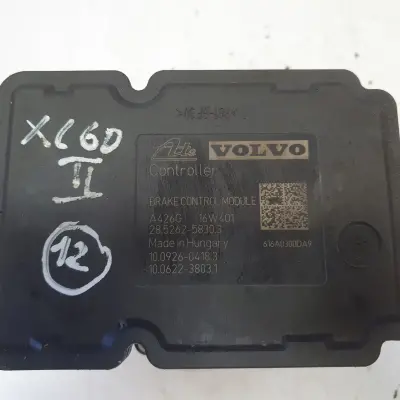 XC60
II
12
Ate VOLVO
Controller
BRAKE CONTROL MODULE
A426G 16W401
28.5262-5830.3
Made in Hungary
10.0926-0418.3
10.0622-3803.1